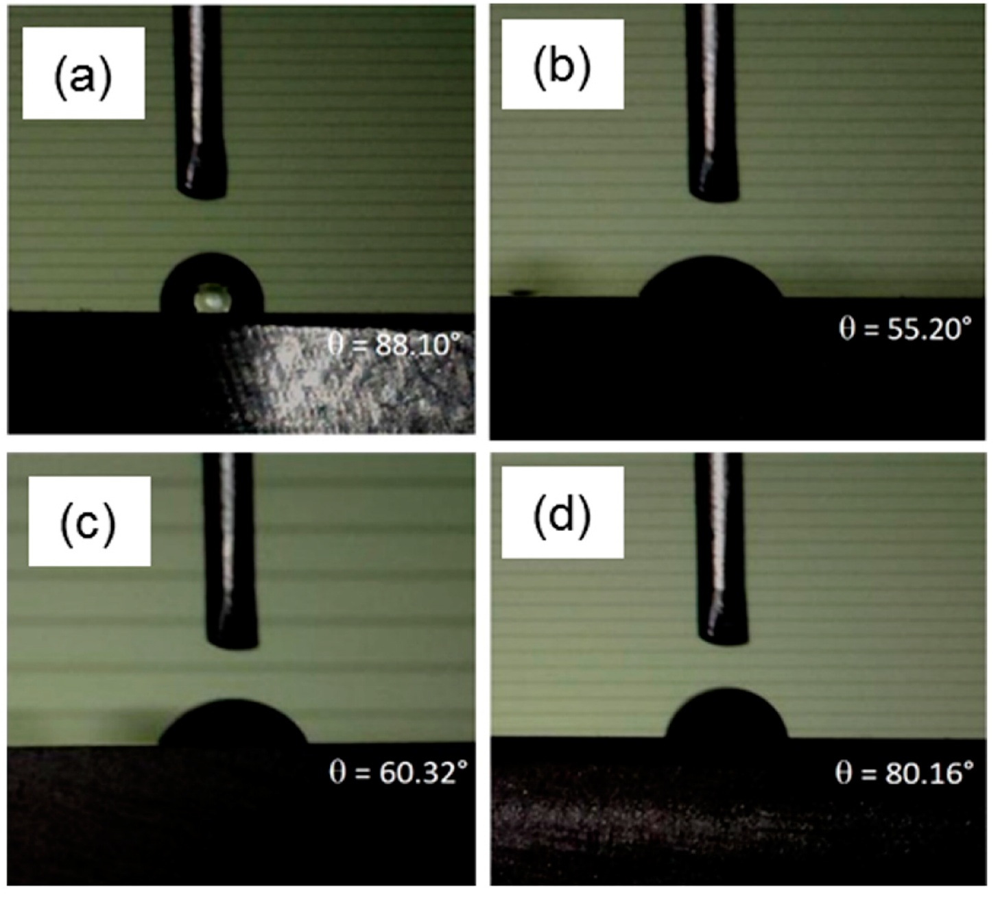 (a)
θ = 88.10°
(b)
θ = 55.20°
(c)
θ = 60.32°
(d)
θ = 80.16°